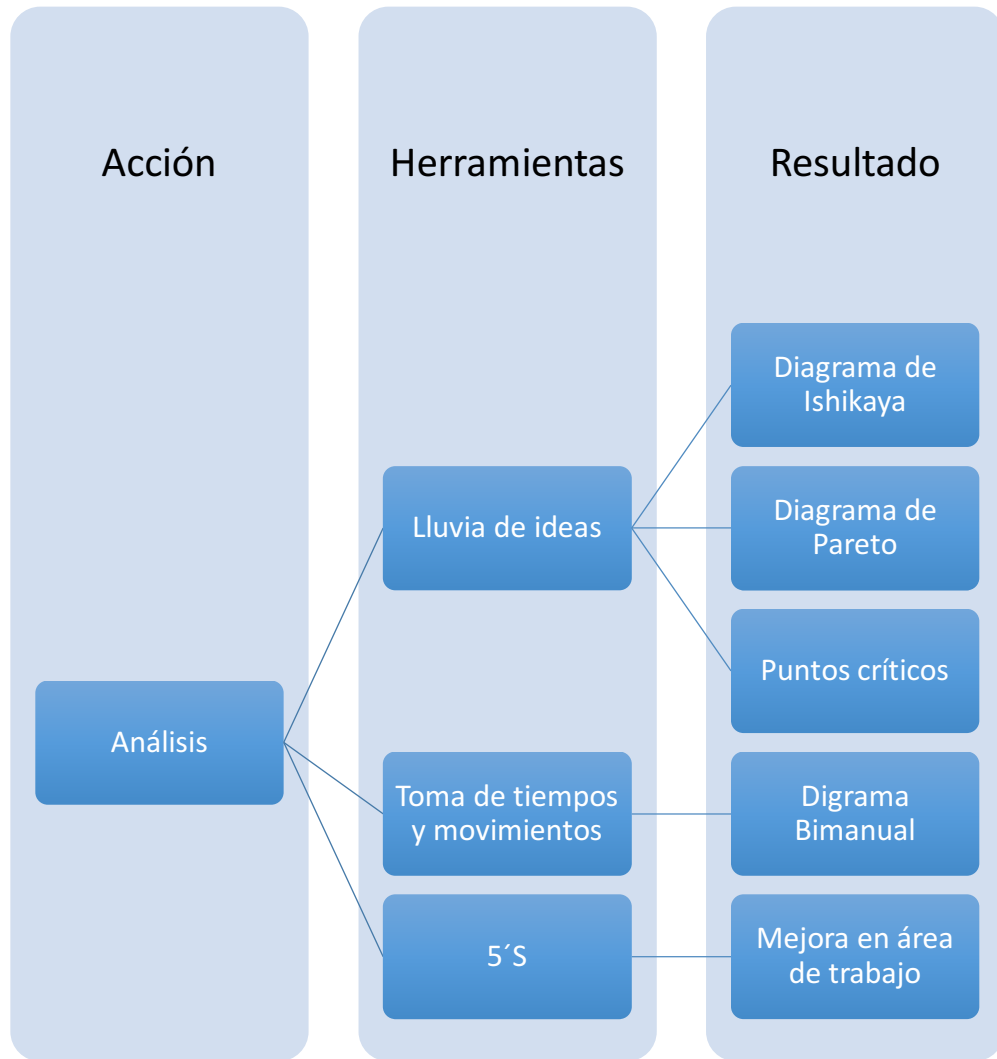 Acción
Herramientas
Resultado
Diagrama de
Ishikaya
Lluvia de ideas
Diagrama de
Pareto
Puntos críticos
Análisis
Toma de tiempos
y movimientos
Digrama
Bimanual
5´S
Mejora en área
de trabajo